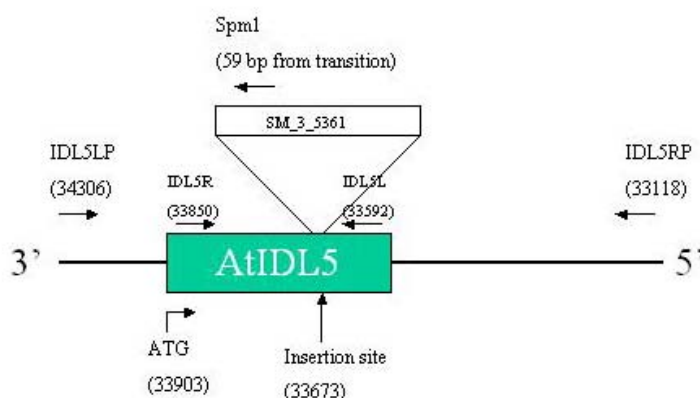 Spm1
(59 bp from transition)
SM_3_5361
IDL5LP
(34306)
IDL5R
(33850)
IDL5L
(33592)
IDL5RP
(33118)
3’
AtIDL5
5’
ATG
(33903)
Insertion site
(33673)